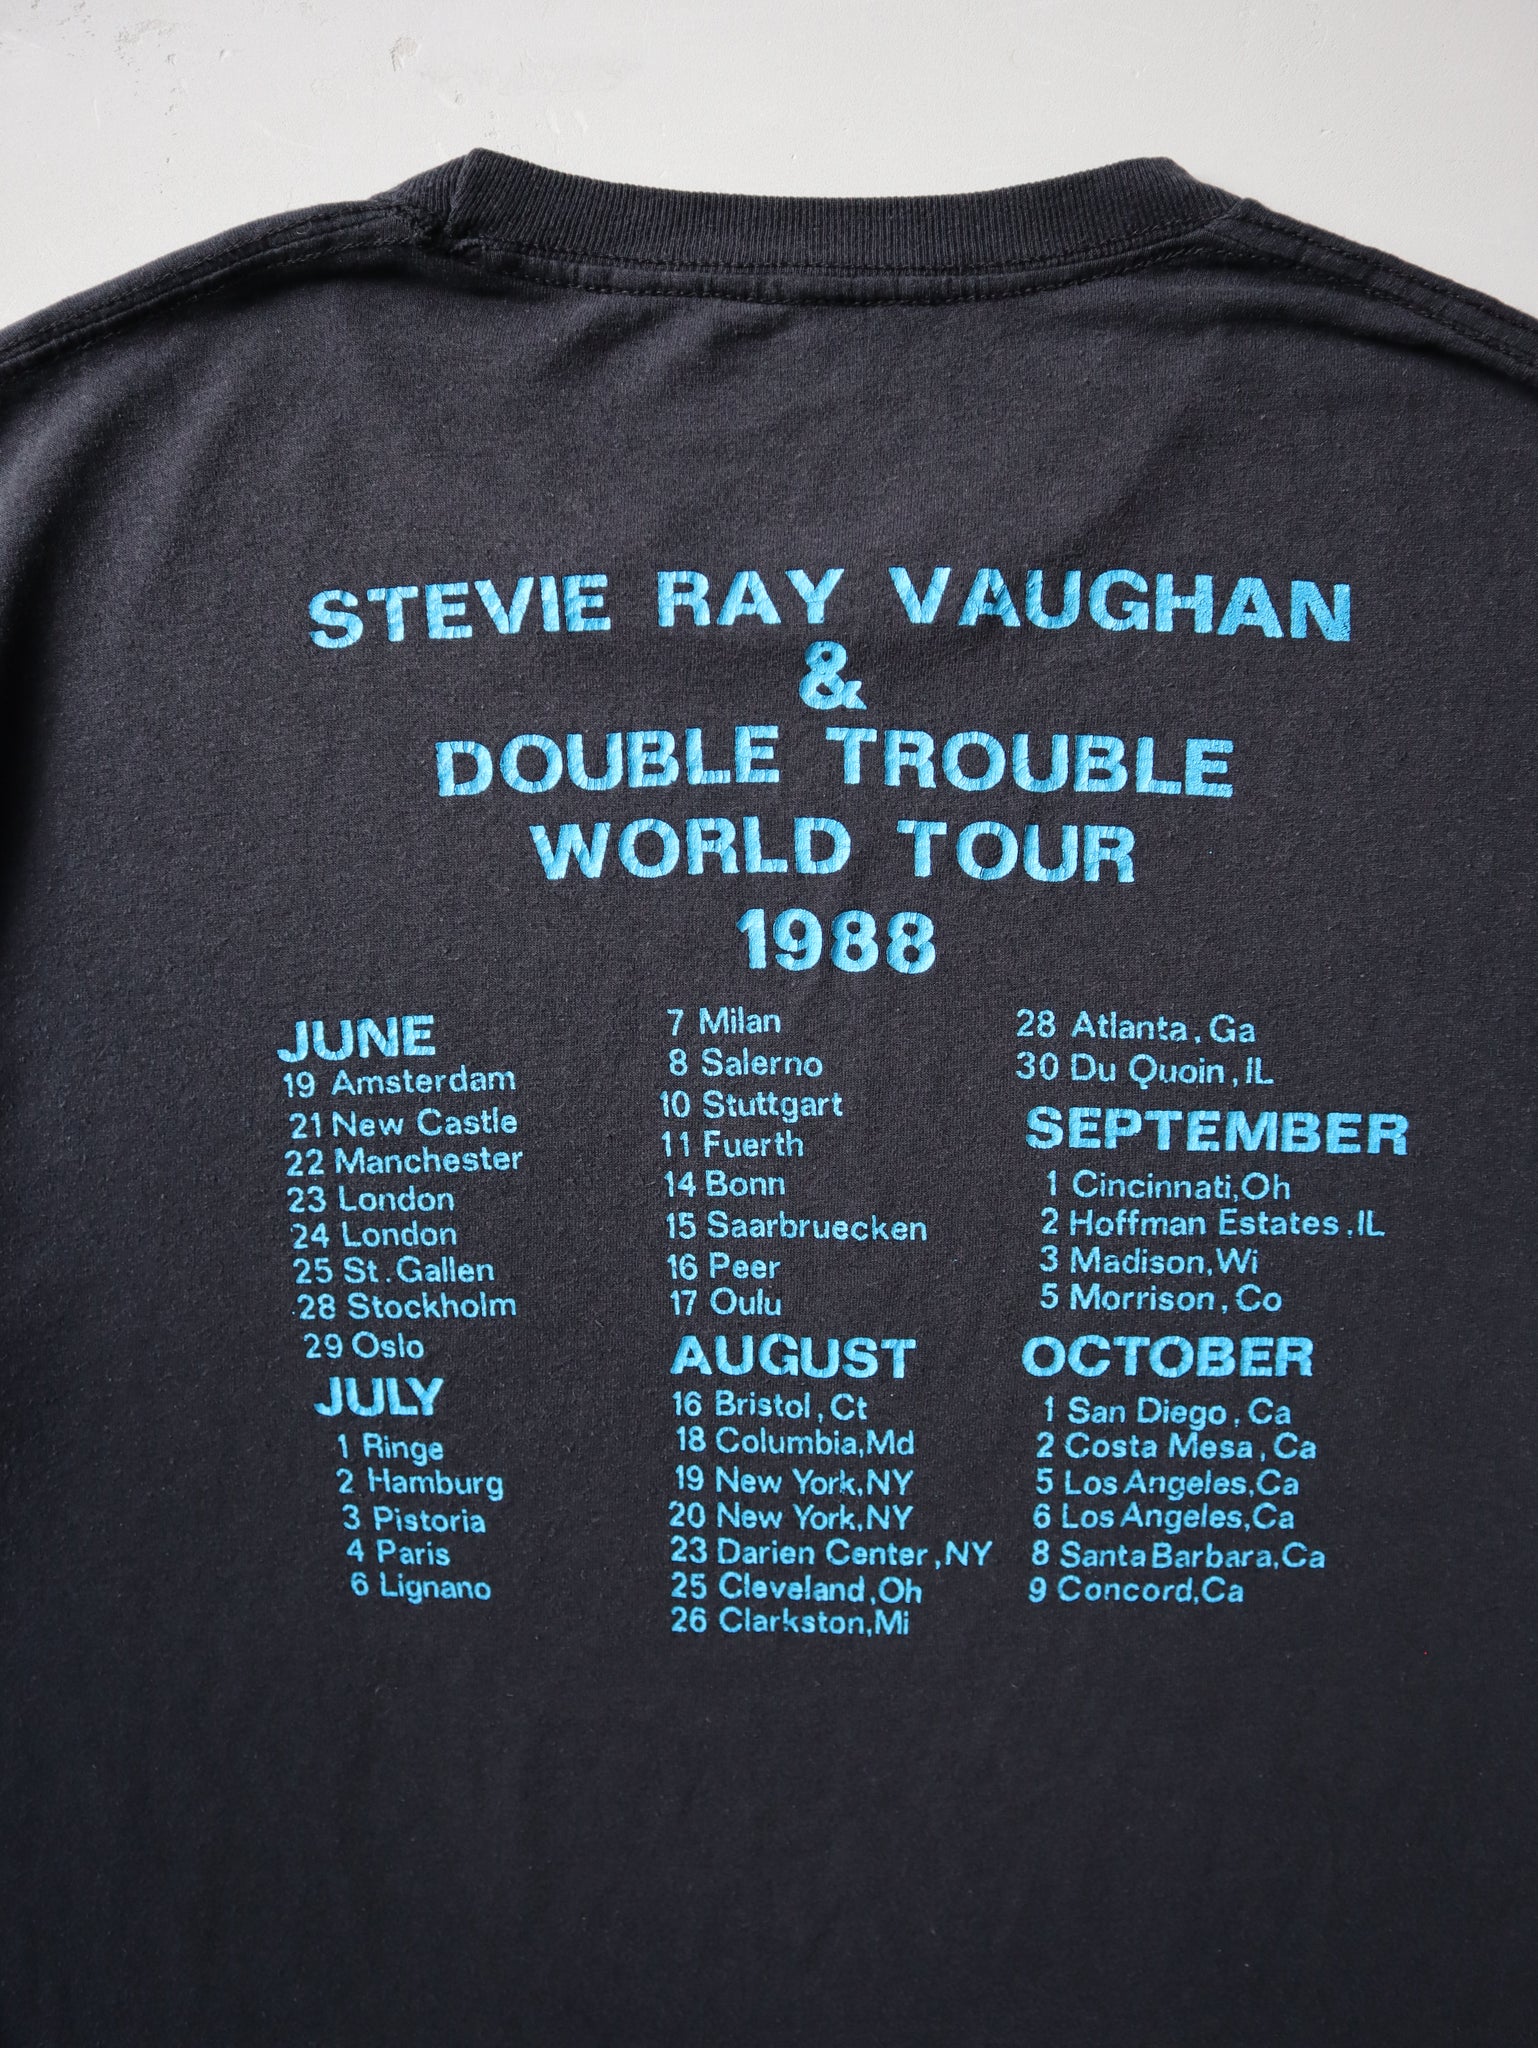 STEVIE RAY VAUGHAN
&
DOUBLE TROUBLE
WORLD TOUR
1988
JUNE
19 Amsterdam
21 New Castle
22 Manchester
23 London
24 London
25 St. Gallen
28 Stockholm
29 Oslo
JULY
1 Ringe
2 Hamburg
3 Pistoria
4 Paris
6 Lignano
7 Milan
8 Salerno
10 Stuttgart
11 Fuerth
14 Bonn
15 Saarbruecken
16 Peer
17 Oulu
AUGUST
16 Bristol, Ct
18 Columbia, Md
19 New York, NY
20 New York, NY
23 Darien Center, NY
25 Cleveland, Oh
26 Clarkston, Mi
28 Atlanta, Ga
30 Du Quoin, IL
SEPTEMBER
1 Cincinnati, Oh
2 Hoffman Estates, IL
3 Madison, Wi
5 Morrison, Co
OCTOBER
1 San Diego, Ca
2 Costa Mesa, Ca
5 Los Angeles, Ca
6 Los Angeles, Ca
8 Santa Barbara, Ca
9 Concord, Ca